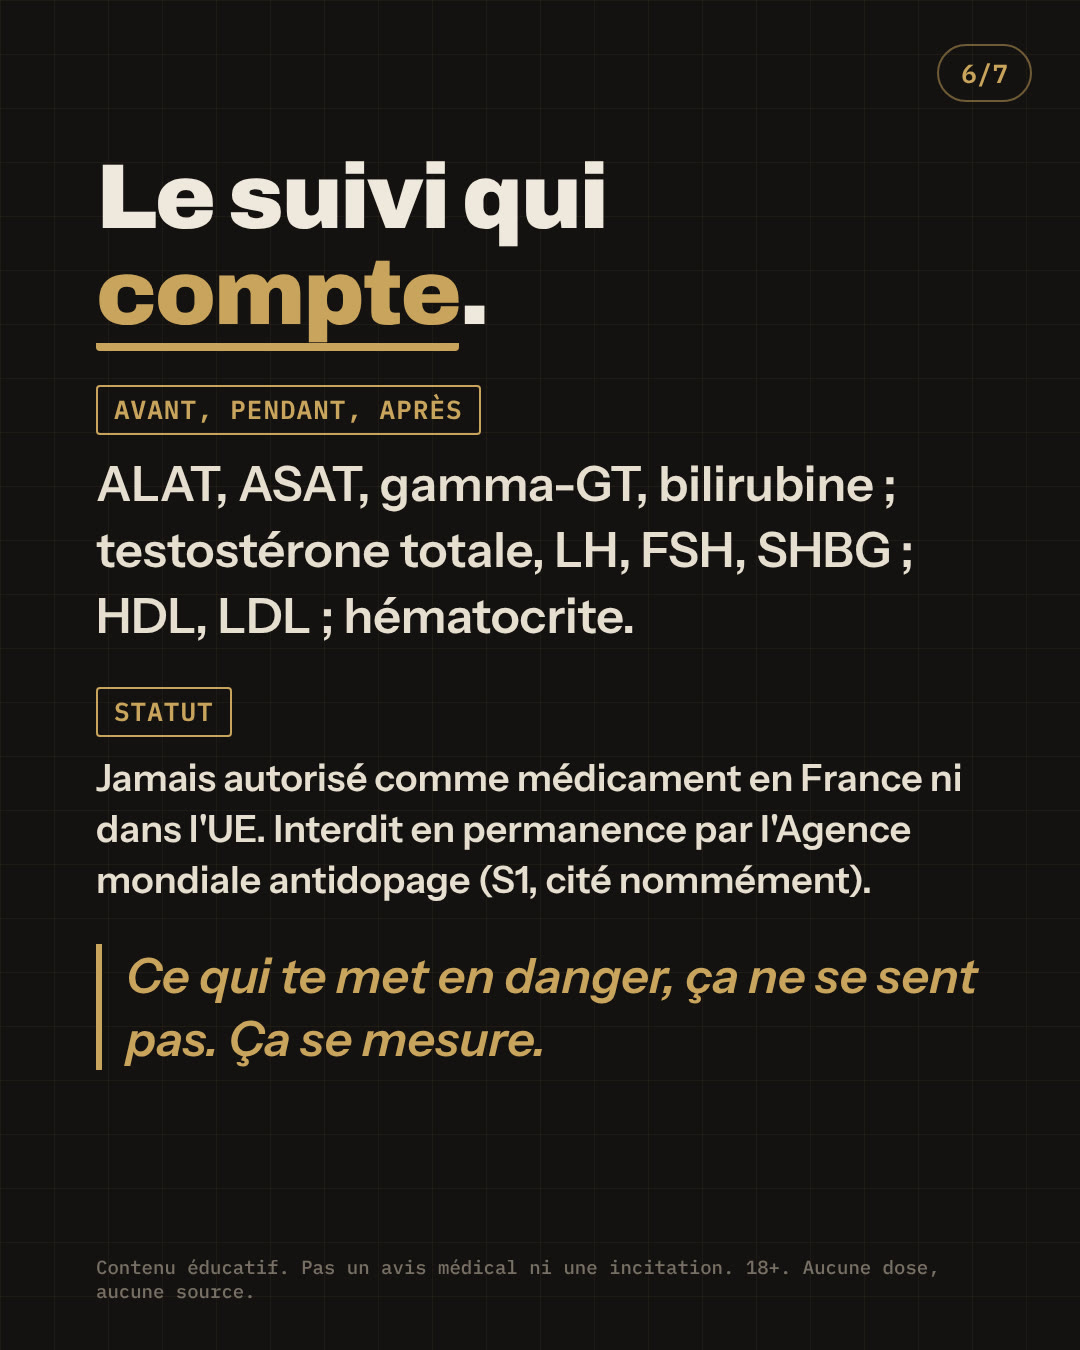 6/7
Le suivi qui
compte.
AVANT, PENDANT, APRÈS
ALAT, ASAT, gamma-GT, bilirubine ;
testostérone totale, LH, FSH, SHBG ;
HDL, LDL ; hématocrite.
STATUT
Jamais autorisé comme médicament en France ni
dans l'UE. Interdit en permanence par l'Agence
mondiale antidopage (S1, cité nommément).
Ce qui te met en danger, ça ne se sent
pas. Ça se mesure.
Contenu éducatif. Pas un avis médical ni une incitation. 18+. Aucune dose,
aucune source.